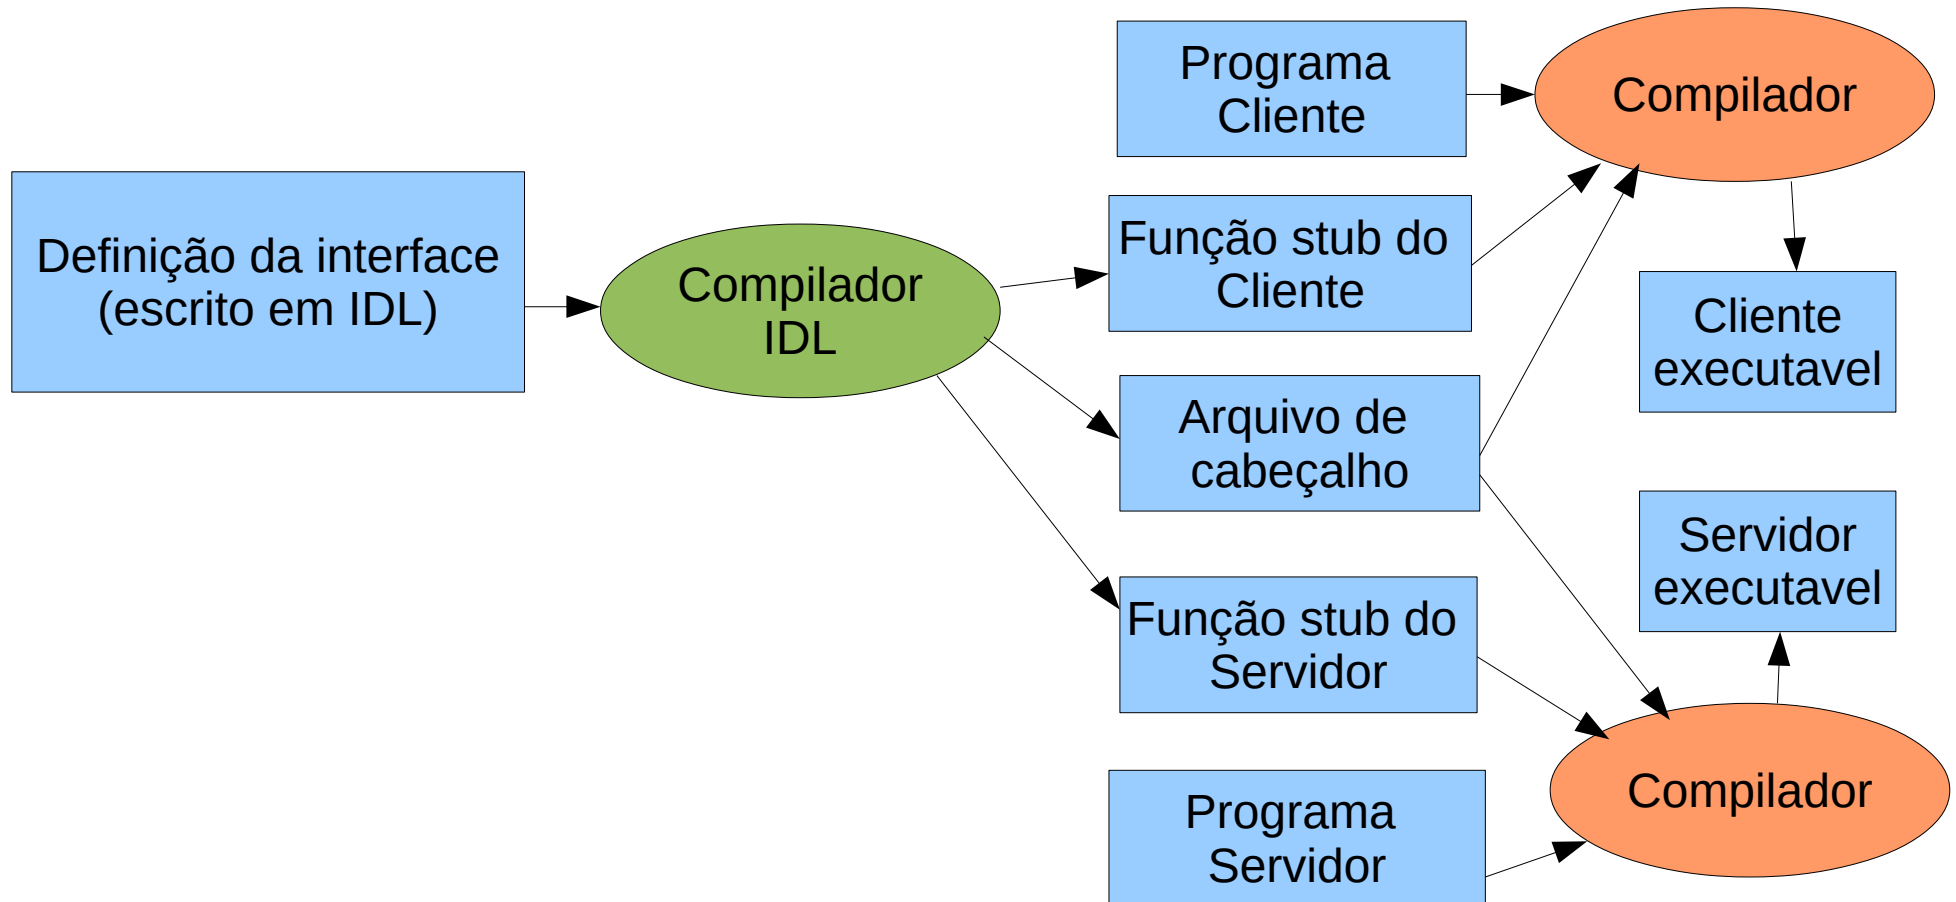 Definição da interface
(escrito em IDL)
Compilador
IDL
Programa
Cliente
Função stub do
Cliente
Arquivo de
cabeçalho
Função stub do
Servidor
Programa
Servidor
Compilador
Cliente
executavel
Servidor
executavel
Compilador